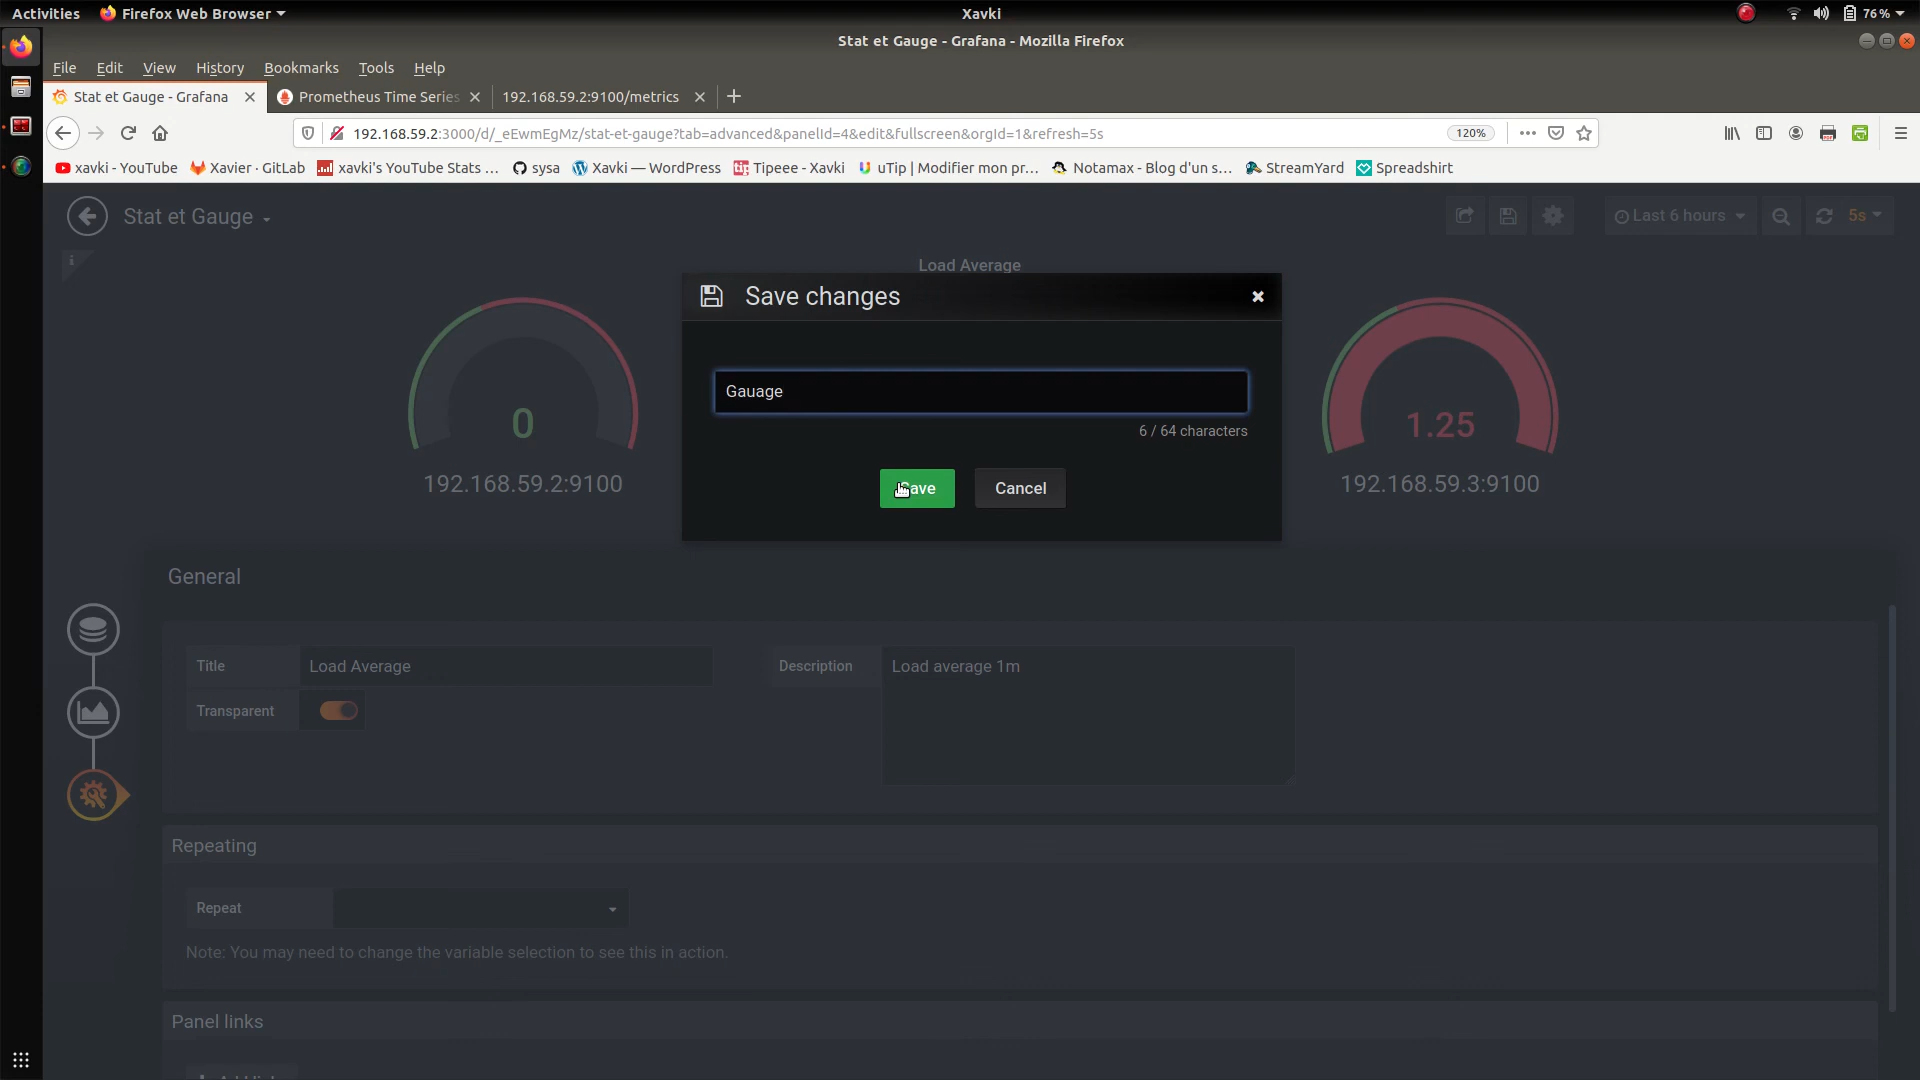 Activities Firefox Web Browser Xavki 76%
Stat et Gauge - Grafana - Mozilla Firefox
File Edit View History Bookmarks Tools Help
Stat et Gauge - Grafana Prometheus Time Series 192.168.59.2:9100/metrics
192.168.59.2:3000/d/_eEwmEgMz/stat-et-gauge?tab=advanced&panelId=4&edit&fullscreen&orgId=1&refresh=5s 120%
xavki - YouTube Xavier · GitLab xavki's YouTube Stats ... sysa Xavki — WordPress Tipeee - Xavki uTip | Modifier mon pr... Notamax - Blog d'un s... StreamYard Spreadshirt
Stat et Gauge Last 6 hours 5s
Load Average
Save changes
Gauage
6 / 64 characters
0 1.25
192.168.59.2:9100 192.168.59.3:9100
Save Cancel
General
Title Load Average Description Load average 1m
Transparent
Repeating
Repeat
Note: You may need to change the variable selection to see this in action.
Panel links